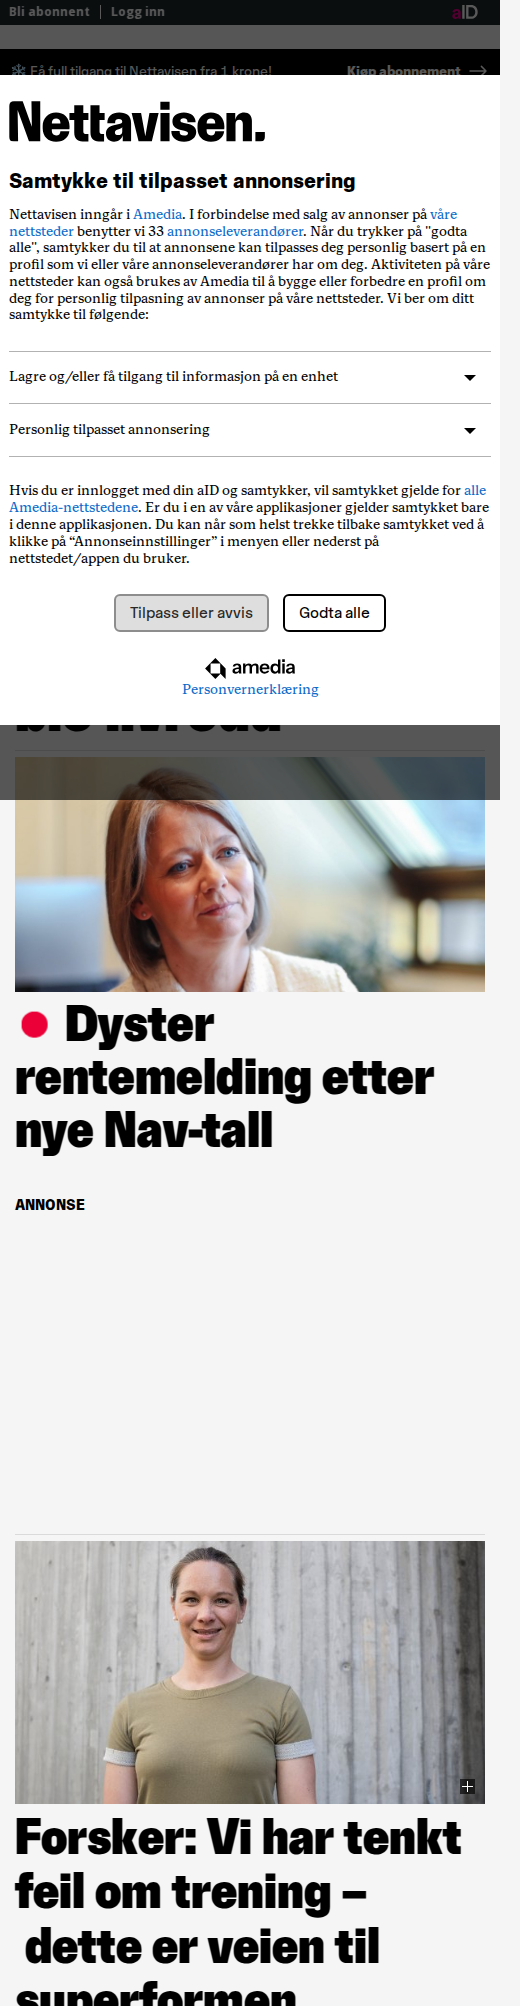 Bli abonnent | Logg inn
aID
Få full tilgang til Nettavisen fra 1 krone!
Kjøp abonnement →
Nettavisen.
Samtykke til tilpasset annonsering
Nettavisen inngår i Amedia. I forbindelse med salg av annonser på våre
nettsteder benytter vi 33 annonseleverandører. Når du trykker på "godta
alle", samtykker du til at annonsene kan tilpasses deg personlig basert på en
profil som vi eller våre annonseleverandører har om deg. Aktiviteten på våre
nettsteder kan også brukes av Amedia til å bygge eller forbedre en profil om
deg for personlig tilpasning av annonser på våre nettsteder. Vi ber om ditt
samtykke til følgende:
Lagre og/eller få tilgang til informasjon på en enhet
Personlig tilpasset annonsering
Hvis du er innlogget med din aID og samtykker, vil samtykket gjelde for alle
Amedia-nettstedene. Er du i en av våre applikasjoner gjelder samtykket bare
i denne applikasjonen. Du kan når som helst trekke tilbake samtykket ved å
klikke på “Annonseinnstillinger” i menyen eller nederst på
nettstedet/appen du bruker.
Tilpass eller avvis
Godta alle
amedia
Personvernerklæring
Dyster
rentemelding etter
nye Nav-tall
ANNONSE
Forsker: Vi har tenkt
feil om trening –
dette er veien til
superformen